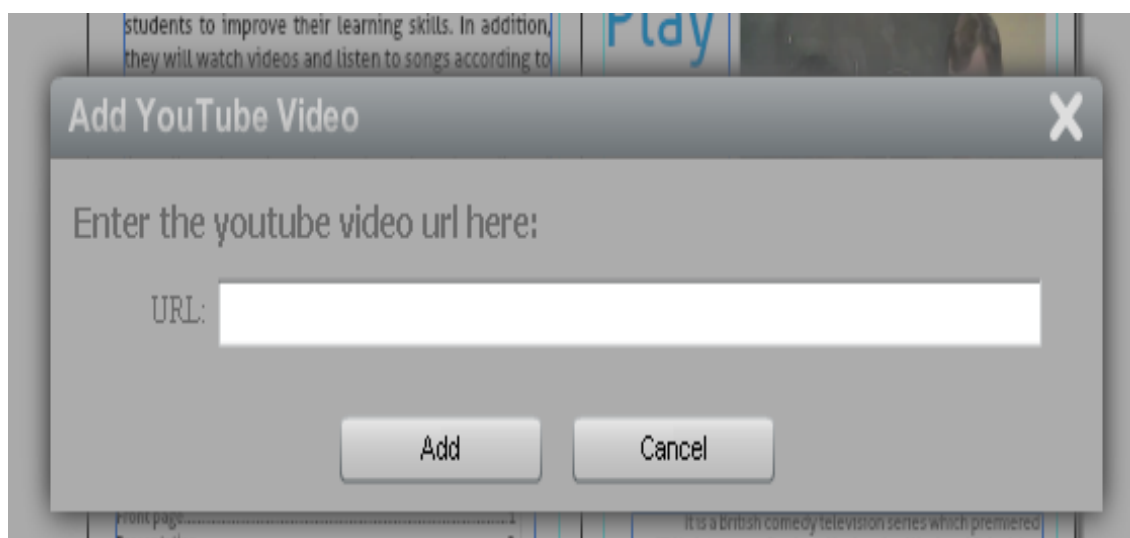 students to improve their learning skills. In addition,
they will watch videos and listen to songs according to
Play
Add YouTube Video
X
Enter the youtube video url here:
URL:
Add
Cancel
Front page 1
It is a british comedy television series which premiered